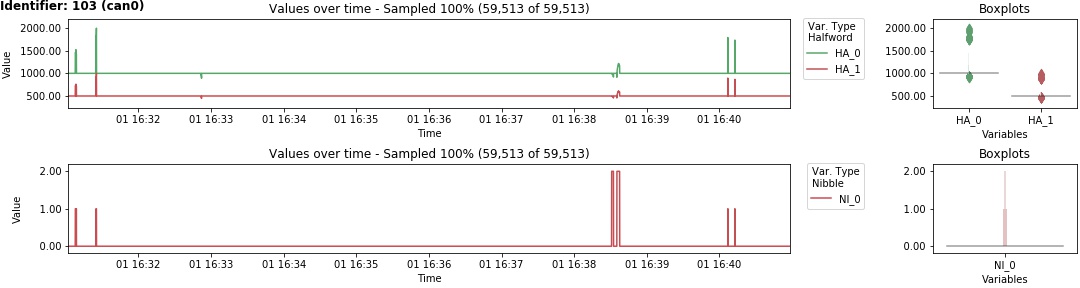 Identifier: 103 (can0)
Values over time - Sampled 100% (59,513 of 59,513)
Value
2000.00
1500.00
1000.00
500.00
01 16:32 01 16:33 01 16:34 01 16:35 01 16:36 01 16:37 01 16:38 01 16:39 01 16:40
Time
Var. Type
Halfword
HA_0
HA_1
Boxplots
2000.00
1500.00
1000.00
500.00
HA_0 HA_1
Variables
Values over time - Sampled 100% (59,513 of 59,513)
Value
2.00
1.00
0.00
01 16:32 01 16:33 01 16:34 01 16:35 01 16:36 01 16:37 01 16:38 01 16:39 01 16:40
Time
Var. Type
Nibble
NI_0
Boxplots
2.00
1.00
0.00
NI_0
Variables